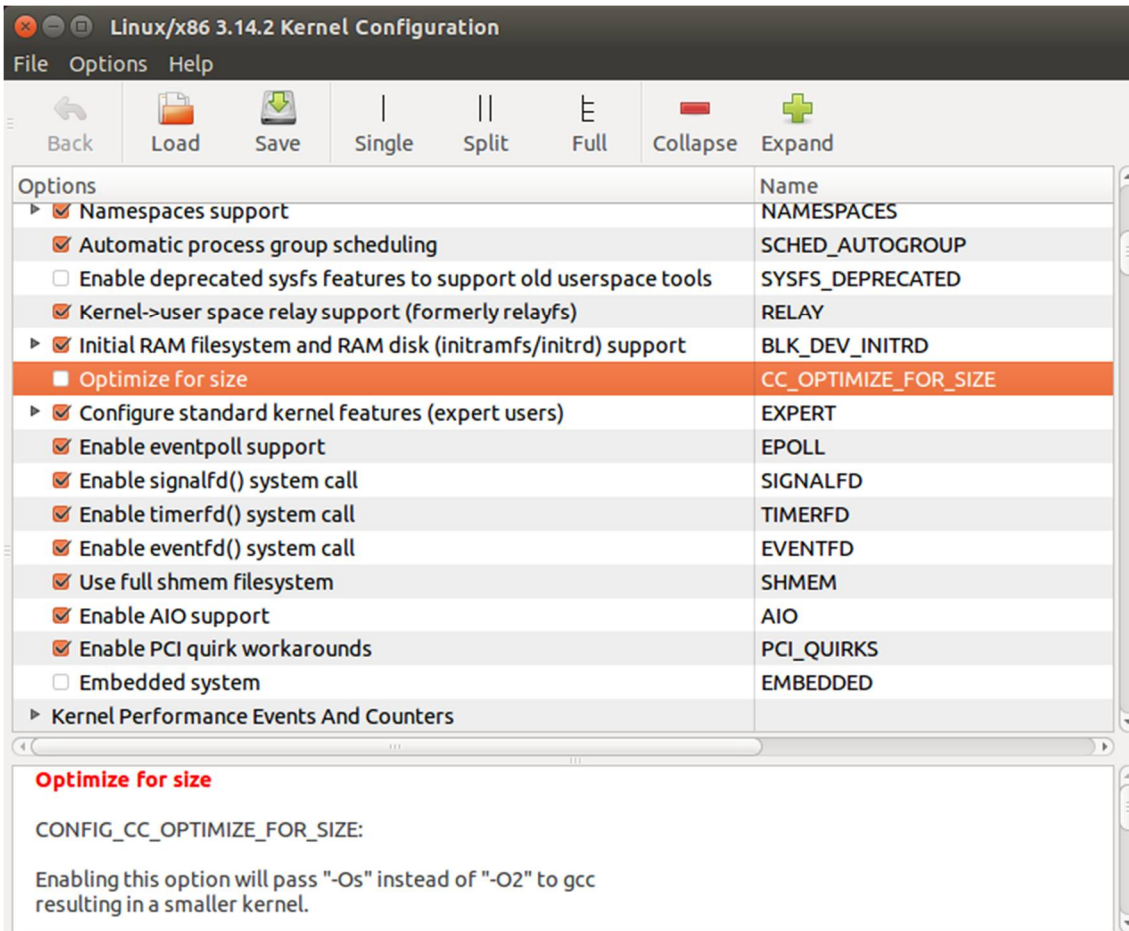 Linux/x86 3.14.2 Kernel Configuration
File Options Help
Back Load Save Single Split Full Collapse Expand
Options Name
Namespaces support NAMESPACES
Automatic process group scheduling SCHED_AUTOGROUP
Enable deprecated sysfs features to support old userspace tools SYSFS_DEPRECATED
Kernel->user space relay support (formerly relayfs) RELAY
Initial RAM filesystem and RAM disk (initramfs/initrd) support BLK_DEV_INITRD
Optimize for size CC_OPTIMIZE_FOR_SIZE
Configure standard kernel features (expert users) EXPERT
Enable eventpoll support EPOLL
Enable signalfd() system call SIGNALFD
Enable timerfd() system call TIMERFD
Enable eventfd() system call EVENTFD
Use full shmem filesystem SHMEM
Enable AIO support AIO
Enable PCI quirk workarounds PCI_QUIRKS
Embedded system EMBEDDED
Kernel Performance Events And Counters
Optimize for size
CONFIG_CC_OPTIMIZE_FOR_SIZE:
Enabling this option will pass "-Os" instead of "-O2" to gcc
resulting in a smaller kernel.